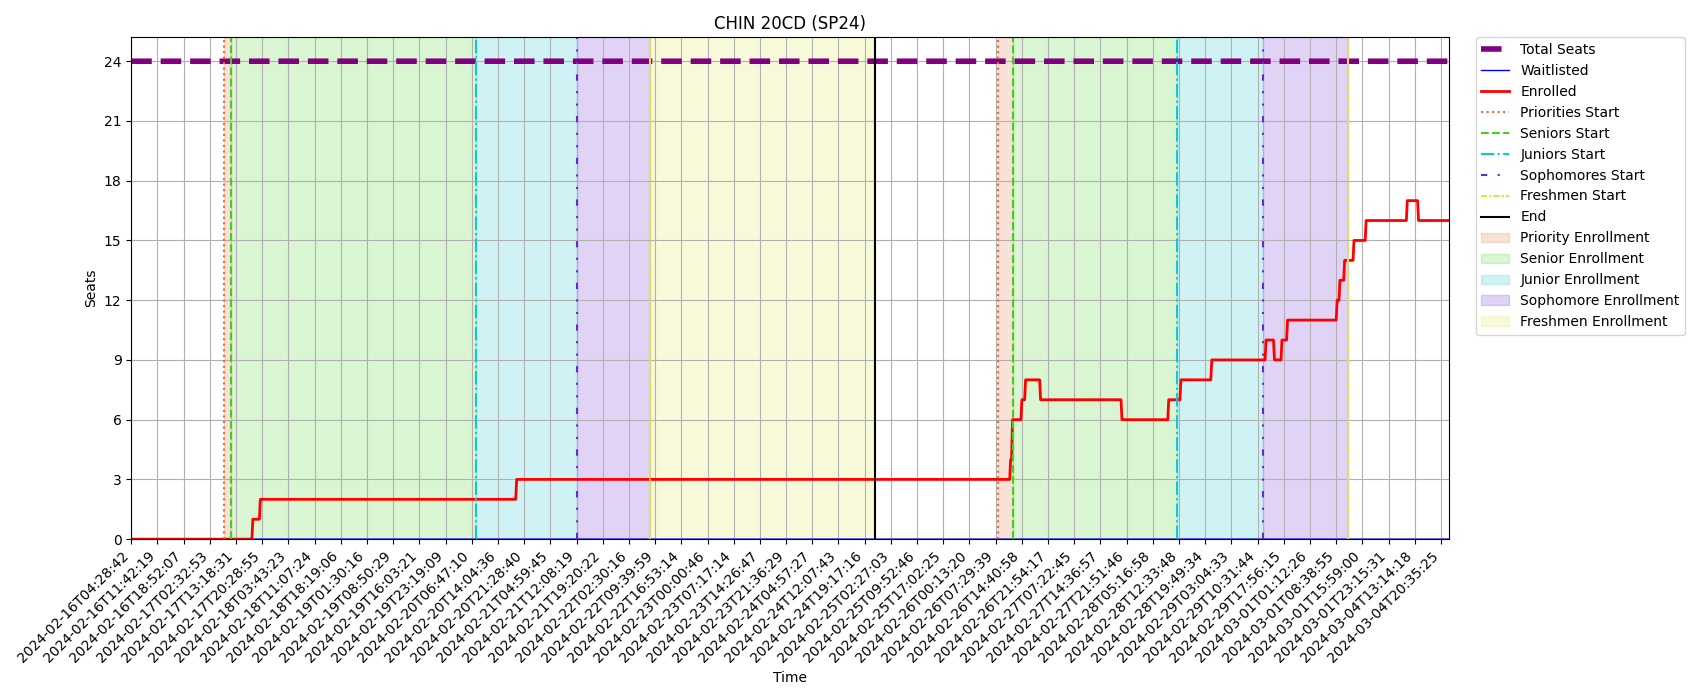 CHIN 20CD (SP24)
Seats
24
21
18
15
12
9
6
3
0
2024-02-16T04:28:42
2024-02-16T11:42:19
2024-02-16T18:52:07
2024-02-17T02:32:53
2024-02-17T13:18:31
2024-02-17T20:28:55
2024-02-18T03:43:23
2024-02-18T11:07:24
2024-02-18T18:19:06
2024-02-19T01:30:16
2024-02-19T08:50:29
2024-02-19T16:03:21
2024-02-19T23:19:09
2024-02-20T06:47:10
2024-02-20T14:04:36
2024-02-20T21:28:40
2024-02-21T04:59:45
2024-02-21T12:08:19
2024-02-21T19:20:22
2024-02-22T02:30:16
2024-02-22T09:39:59
2024-02-22T16:53:14
2024-02-23T00:00:46
2024-02-23T07:17:14
2024-02-23T14:26:47
2024-02-23T21:36:29
2024-02-24T04:57:27
2024-02-24T12:07:43
2024-02-24T19:17:16
2024-02-25T02:27:03
2024-02-25T09:52:46
2024-02-25T17:02:25
2024-02-26T00:13:20
2024-02-26T07:29:39
2024-02-26T14:40:58
2024-02-26T21:54:17
2024-02-27T07:22:45
2024-02-27T14:36:57
2024-02-27T21:51:46
2024-02-28T05:16:58
2024-02-28T12:33:48
2024-02-28T19:49:34
2024-02-29T03:04:33
2024-02-29T10:31:44
2024-02-29T17:56:15
2024-03-01T01:12:26
2024-03-01T08:38:55
2024-03-01T15:59:00
2024-03-01T23:15:31
2024-03-04T13:14:18
2024-03-04T20:35:25
Time
Total Seats
Waitlisted
Enrolled
Priorities Start
Seniors Start
Juniors Start
Sophomores Start
Freshmen Start
End
Priority Enrollment
Senior Enrollment
Junior Enrollment
Sophomore Enrollment
Freshmen Enrollment